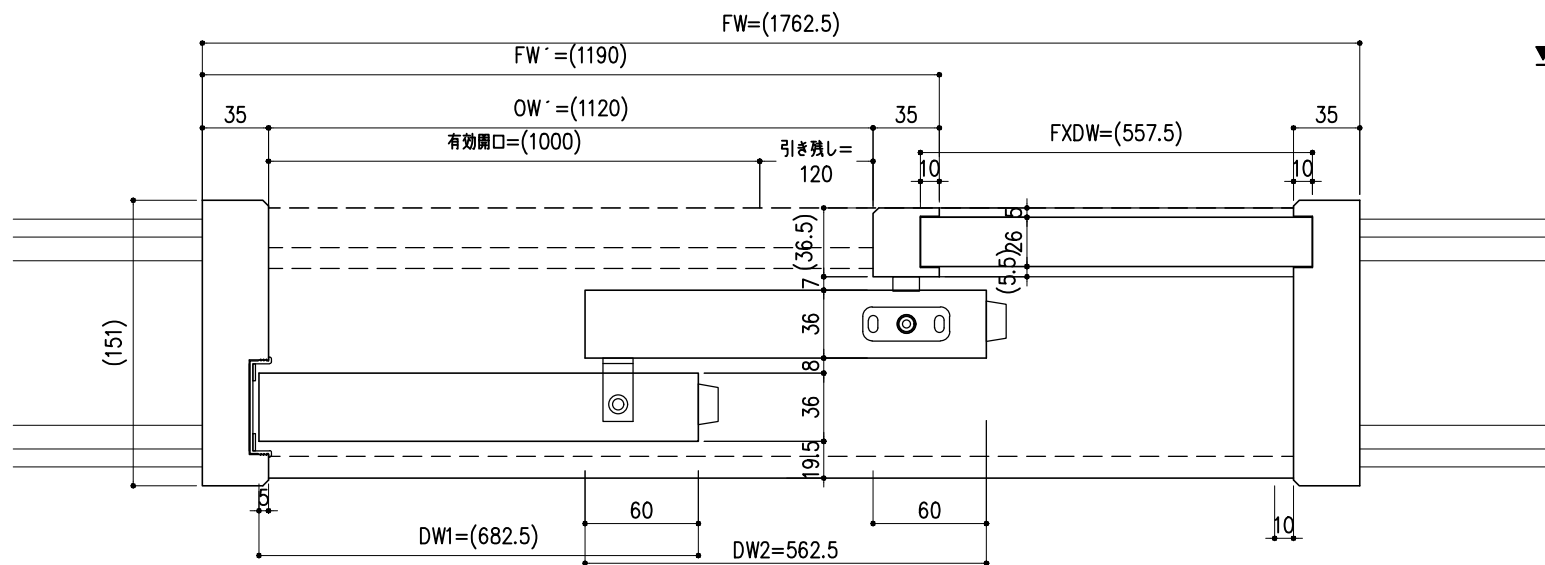 FW=(1762.5)
FW´=(1190)
35
OW´=(1120)
35
FXDW=(557.5)
35
有効開口=(1000)
引き残し=
120
10
10
(36.5)
5
26
(5.5)
7
(151)
36
8
36
19.5
5
60
60
10
DW1=(682.5)
DW2=562.5